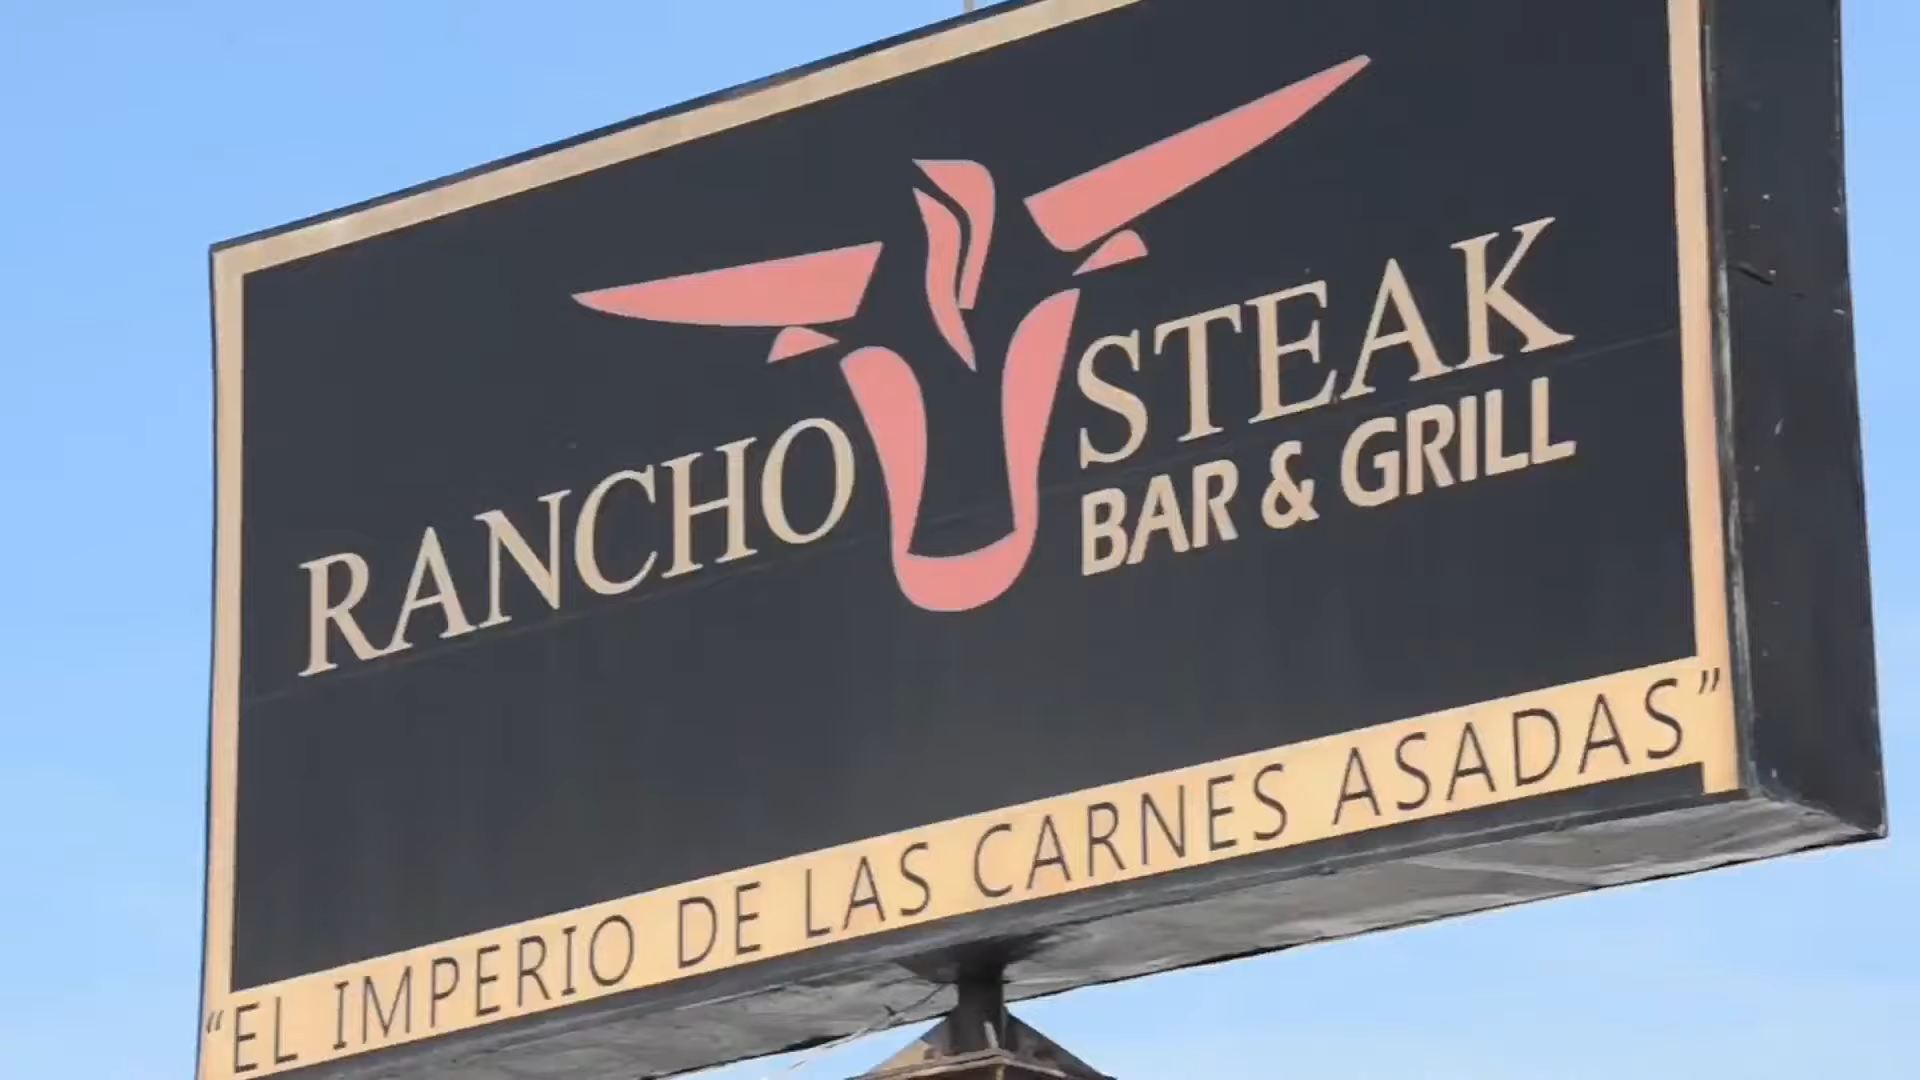 RANCHO STEAK
BAR & GRILL
“EL IMPERIO DE LAS CARNES ASADAS”